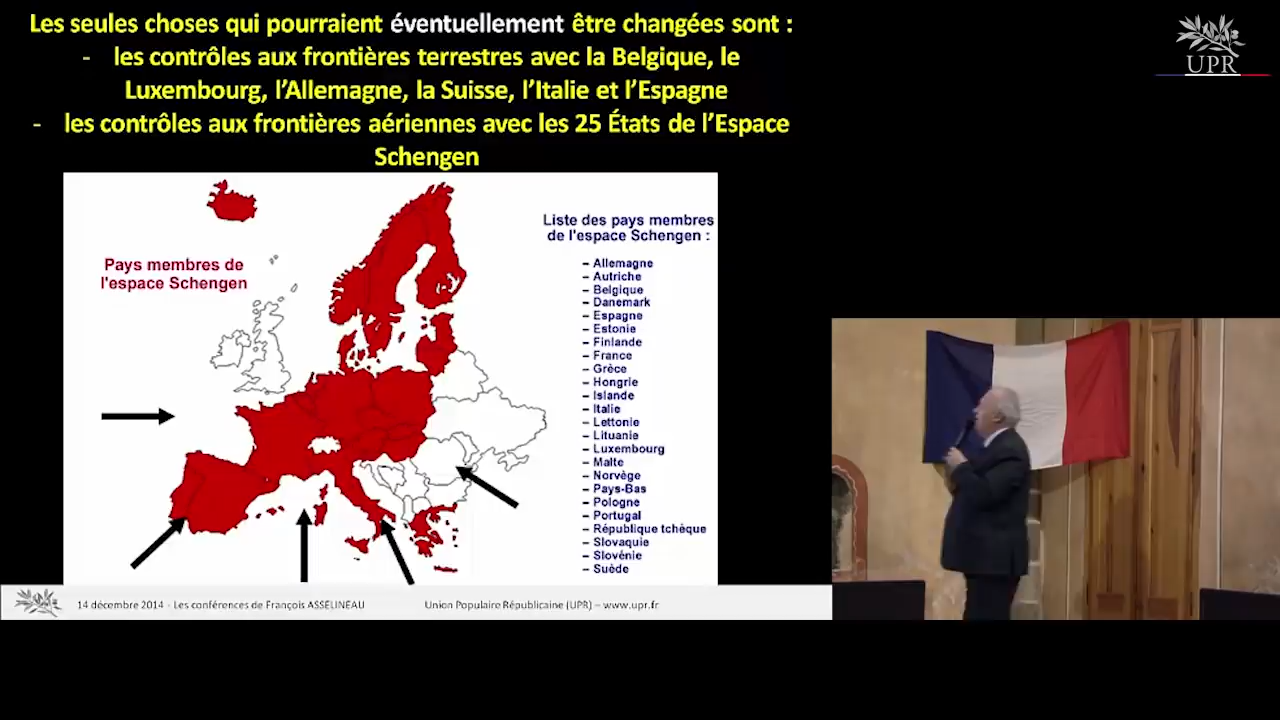 Les seules choses qui pourraient éventuellement être changées sont :
- les contrôles aux frontières terrestres avec la Belgique, le
Luxembourg, l'Allemagne, la Suisse, l'Italie et l'Espagne
- les contrôles aux frontières aériennes avec les 25 États de l'Espace
Schengen
UPR
Pays membres de
l'espace Schengen
Liste des pays membres
de l'espace Schengen :
– Allemagne
– Autriche
– Belgique
– Danemark
– Espagne
– Estonie
– Finlande
– France
– Grèce
– Hongrie
– Islande
– Italie
– Lettonie
– Lituanie
– Luxembourg
– Malte
– Norvège
– Pays-Bas
– Pologne
– Portugal
– République tchèque
– Slovaquie
– Slovénie
– Suède
14 décembre 2014 - Les conférences de François ASSELINEAU
Union Populaire Républicaine (UPR) – www.upr.fr